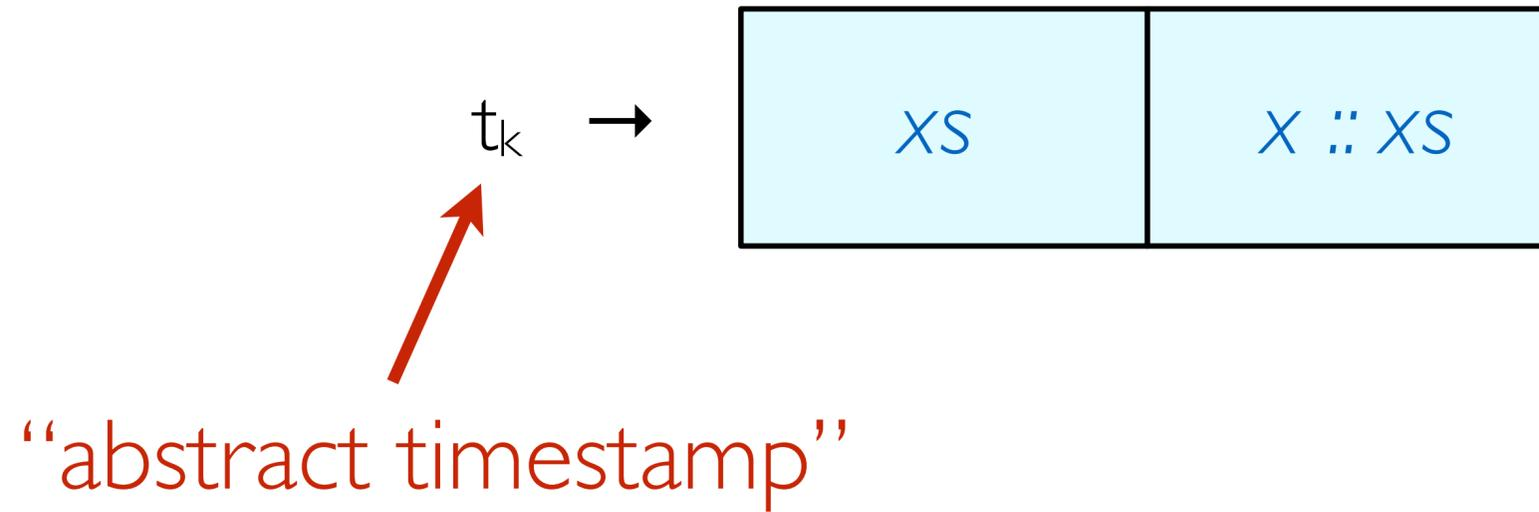 tk → xs x :: xs
“abstract timestamp”